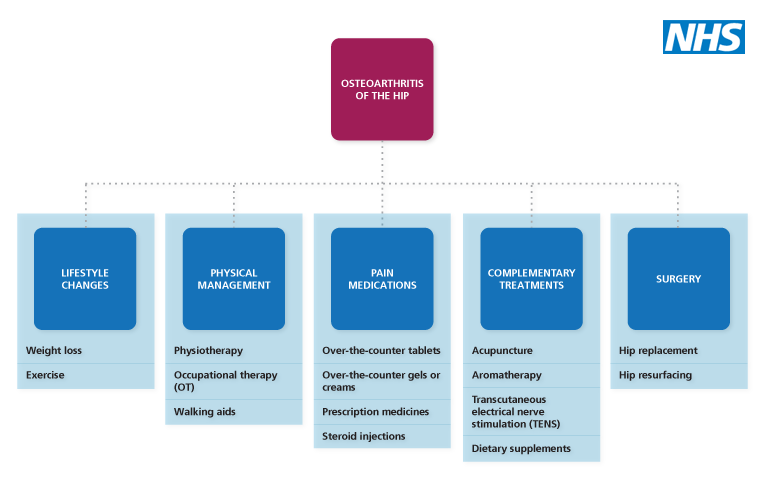 NHS
OSTEOARTHRITIS
OF THE HIP
LIFESTYLE
CHANGES
Weight loss
Exercise
PHYSICAL
MANAGEMENT
Physiotherapy
Occupational therapy
(OT)
Walking aids
PAIN
MEDICATIONS
Over-the-counter tablets
Over-the-counter gels or
creams
Prescription medicines
Steroid injections
COMPLEMENTARY
TREATMENTS
Acupuncture
Aromatherapy
Transcutaneous
electrical nerve
stimulation (TENS)
Dietary supplements
SURGERY
Hip replacement
Hip resurfacing